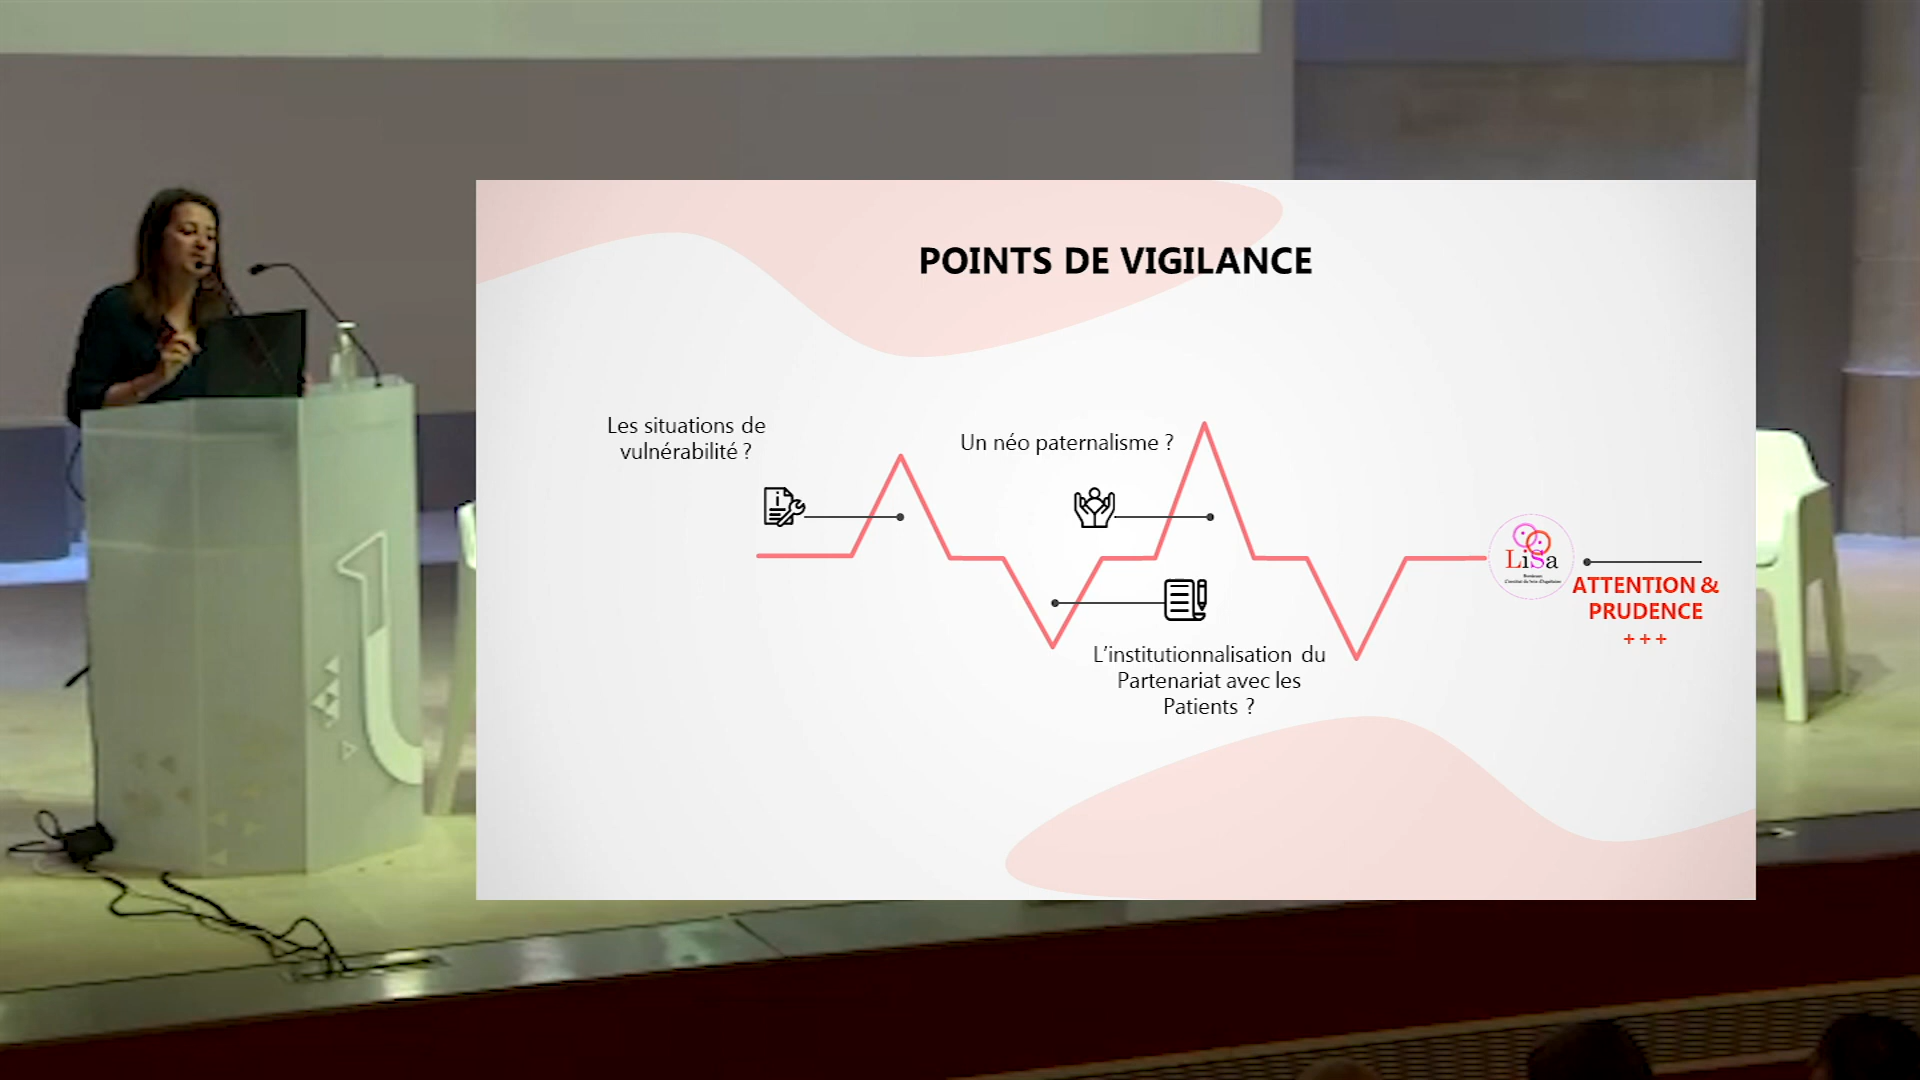 POINTS DE VIGILANCE
Les situations de
vulnérabilité ?
Un néo paternalisme ?
L'institutionnalisation du
Partenariat avec les
Patients ?
LiSa
ATTENTION &
PRUDENCE
+ + +